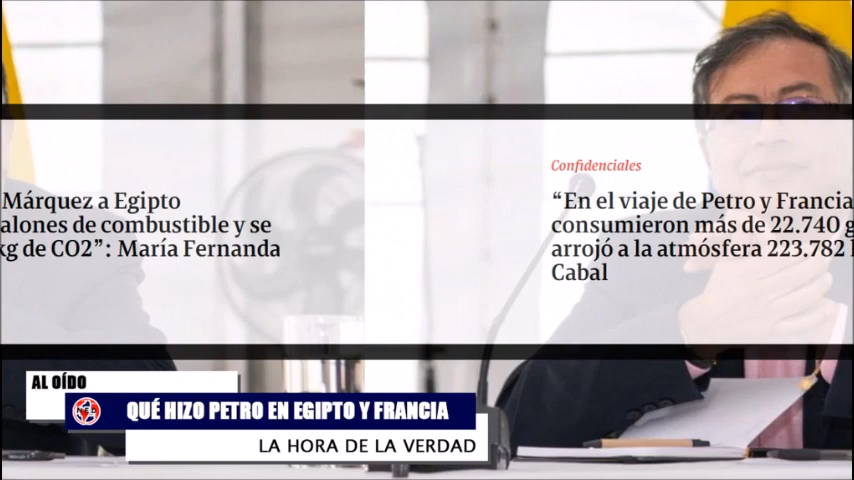 Márquez a Egipto
alones de combustible y se
kg de CO2”: María Fernanda
Confidenciales
“En el viaje de Petro y Francia
consumieron más de 22.740 g
arrojó a la atmósfera 223.782
Cabal
AL OÍDO
QUÉ HIZO PETRO EN EGIPTO Y FRANCIA
LA HORA DE LA VERDAD